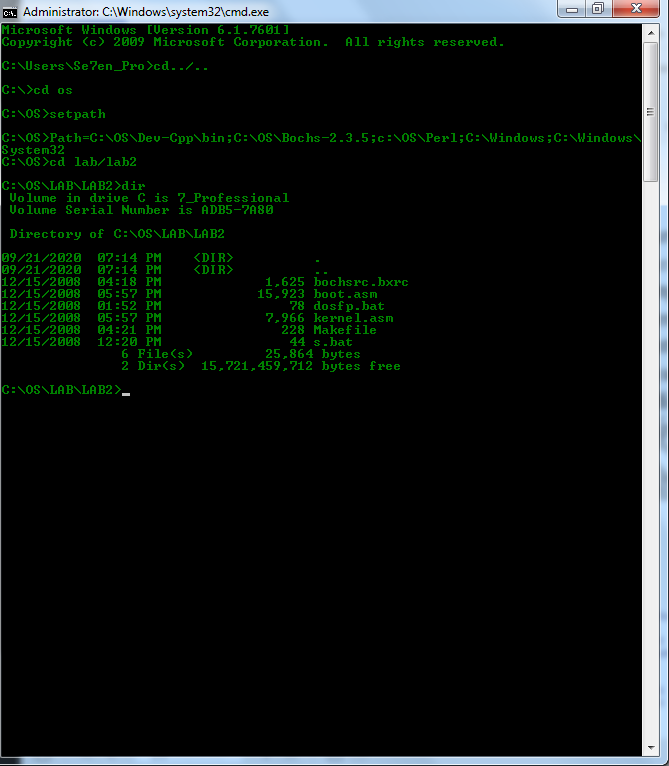 Administrator: C:\Windows\system32\cmd.exe
Microsoft Windows [Version 6.1.7601]
Copyright (c) 2009 Microsoft Corporation.  All rights reserved.
C:\Users\Se7en_Pro>cd../..
C:\>cd os
C:\OS>setpath
C:\OS>Path=C:\OS\Dev-Cpp\bin;C:\OS\Bochs-2.3.5;c:\OS\Perl;C:\Windows;C:\Windows\
System32
C:\OS>cd lab/lab2
C:\OS\LAB\LAB2>dir
 Volume in drive C is 7_Professional
 Volume Serial Number is ADB5-7A80
 Directory of C:\OS\LAB\LAB2
09/21/2020  07:14 PM    <DIR>          .
09/21/2020  07:14 PM    <DIR>          ..
12/15/2008  04:18 PM             1,625 bochsrc.bxrc
12/15/2008  05:57 PM            15,923 boot.asm
12/15/2008  01:52 PM                78 dosfp.bat
12/15/2008  05:57 PM             7,966 kernel.asm
12/15/2008  04:21 PM               228 Makefile
12/15/2008  12:20 PM                44 s.bat
               6 File(s)         25,864 bytes
               2 Dir(s)  15,721,459,712 bytes free
C:\OS\LAB\LAB2>